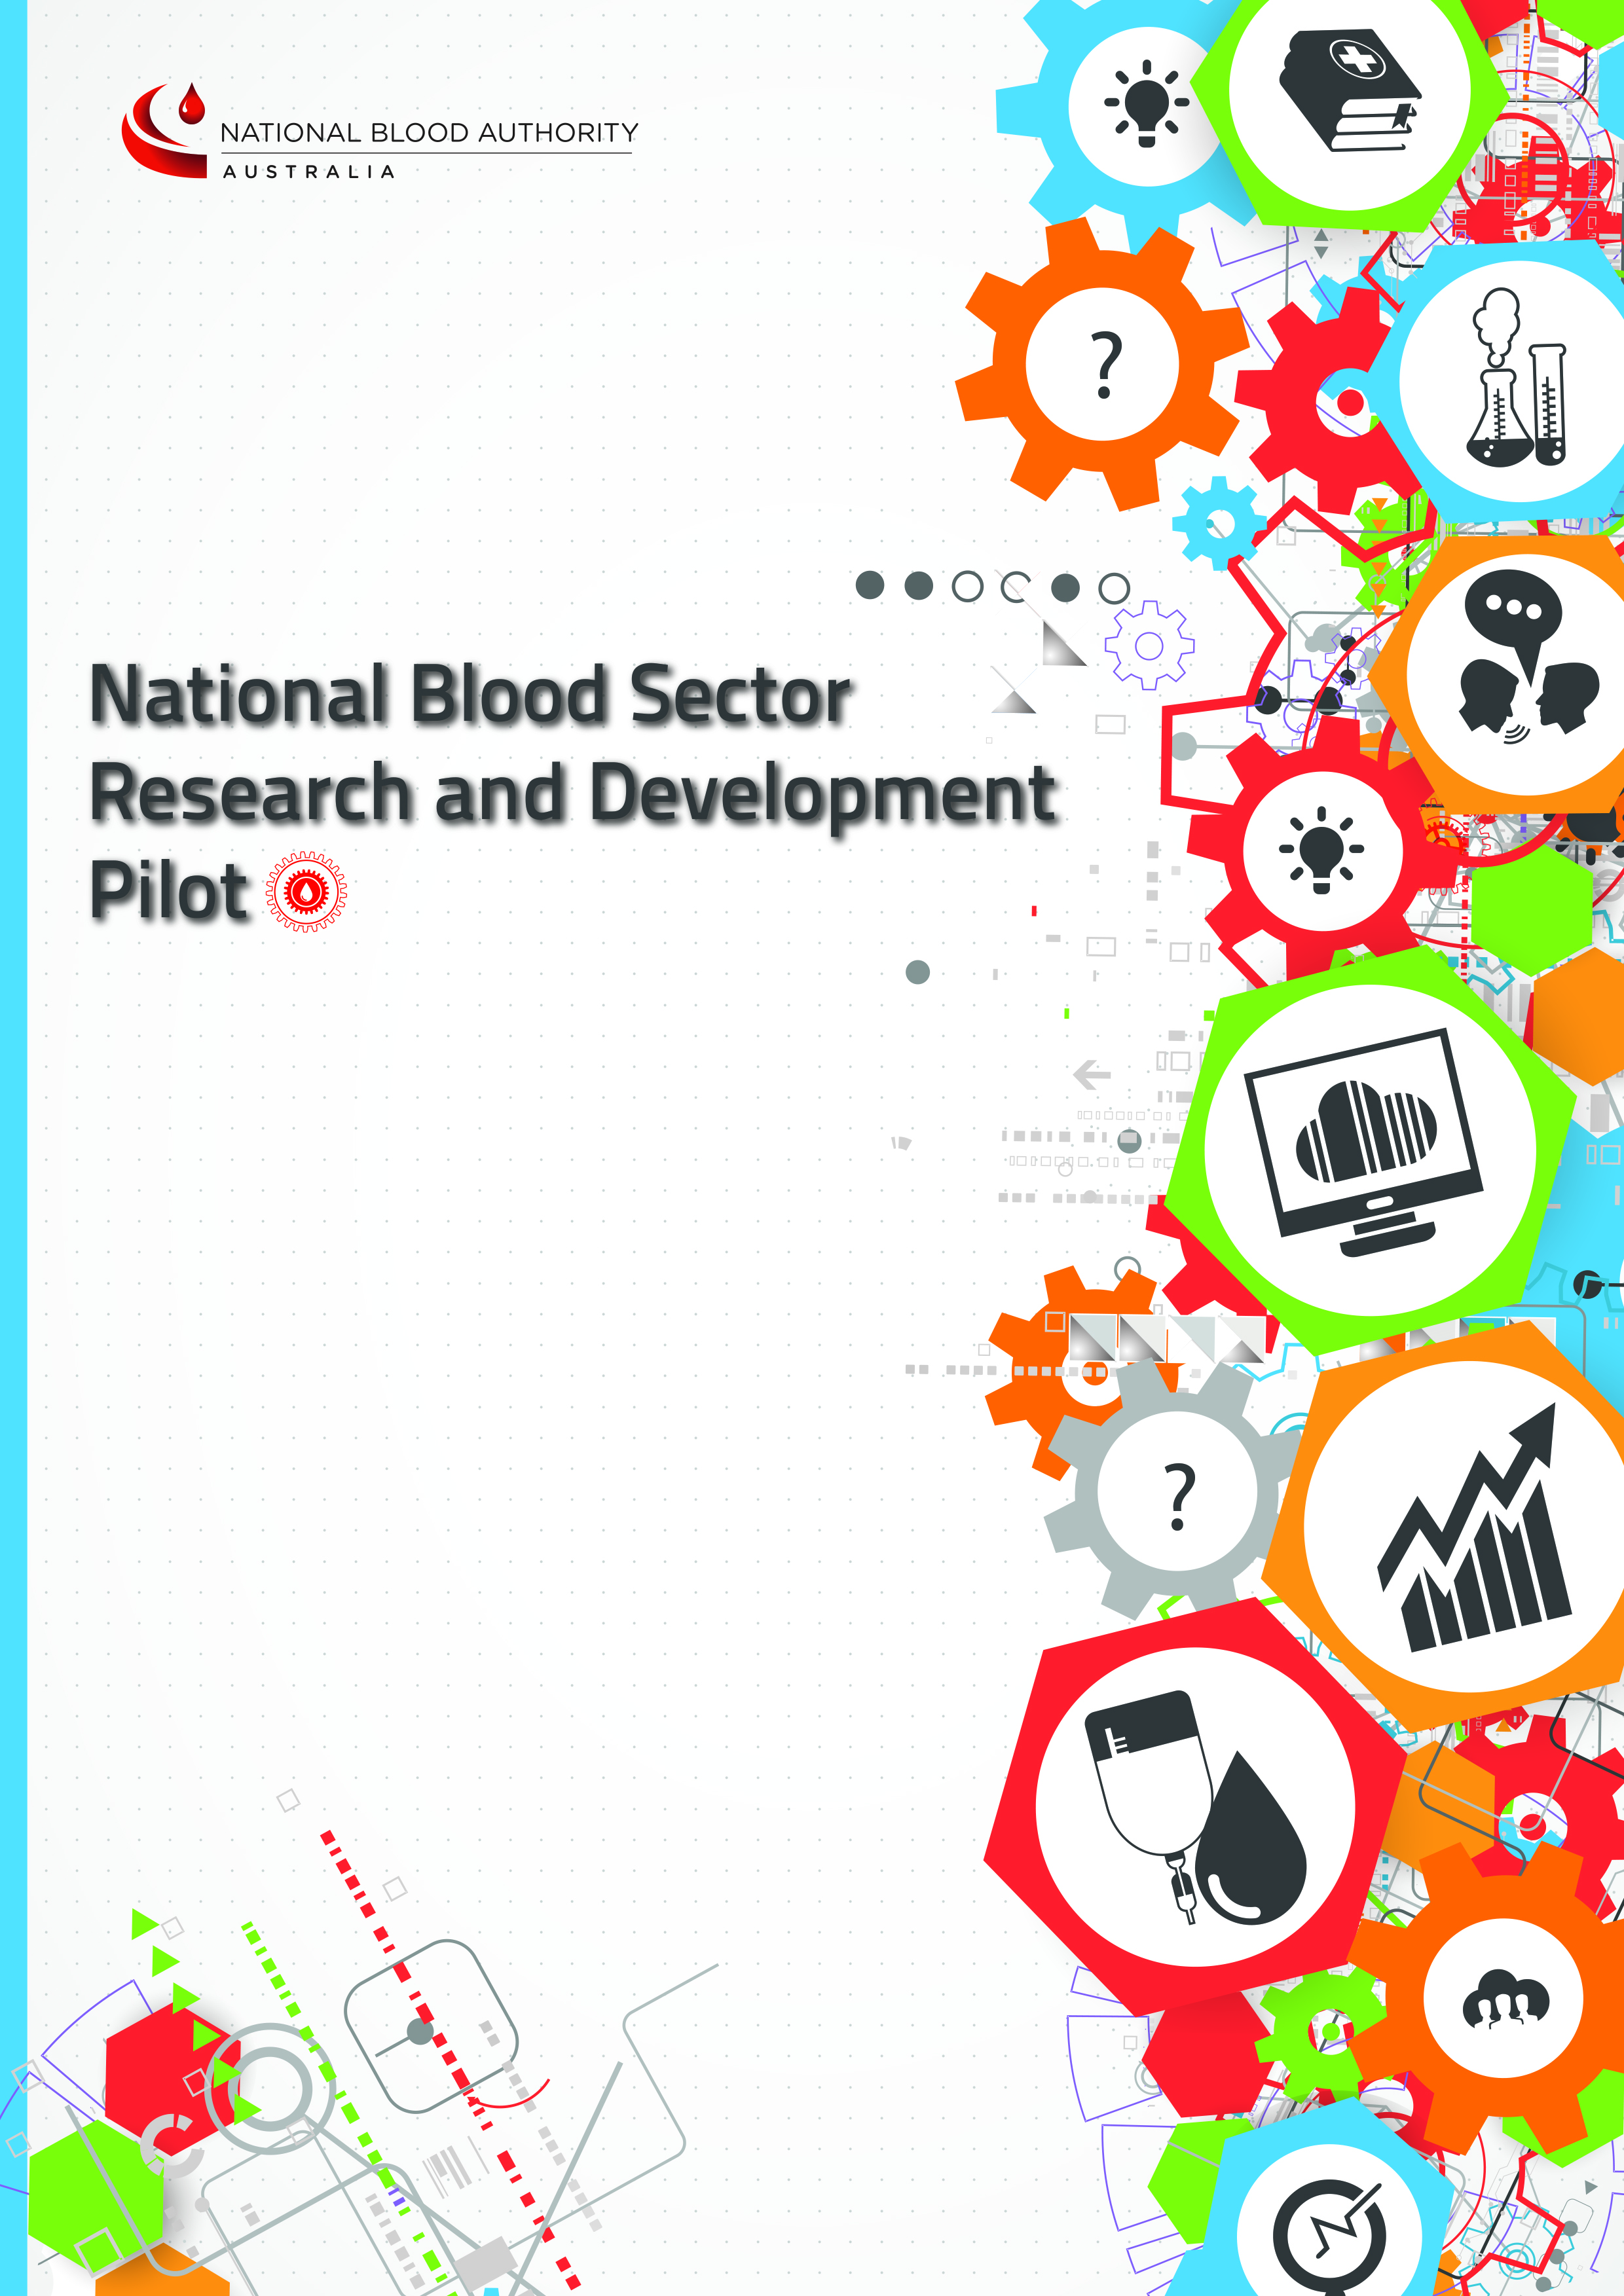 NATIONAL BLOOD AUTHORITY
AUSTRALIA
?
National Blood Sector
Research and Development
Pilot
?